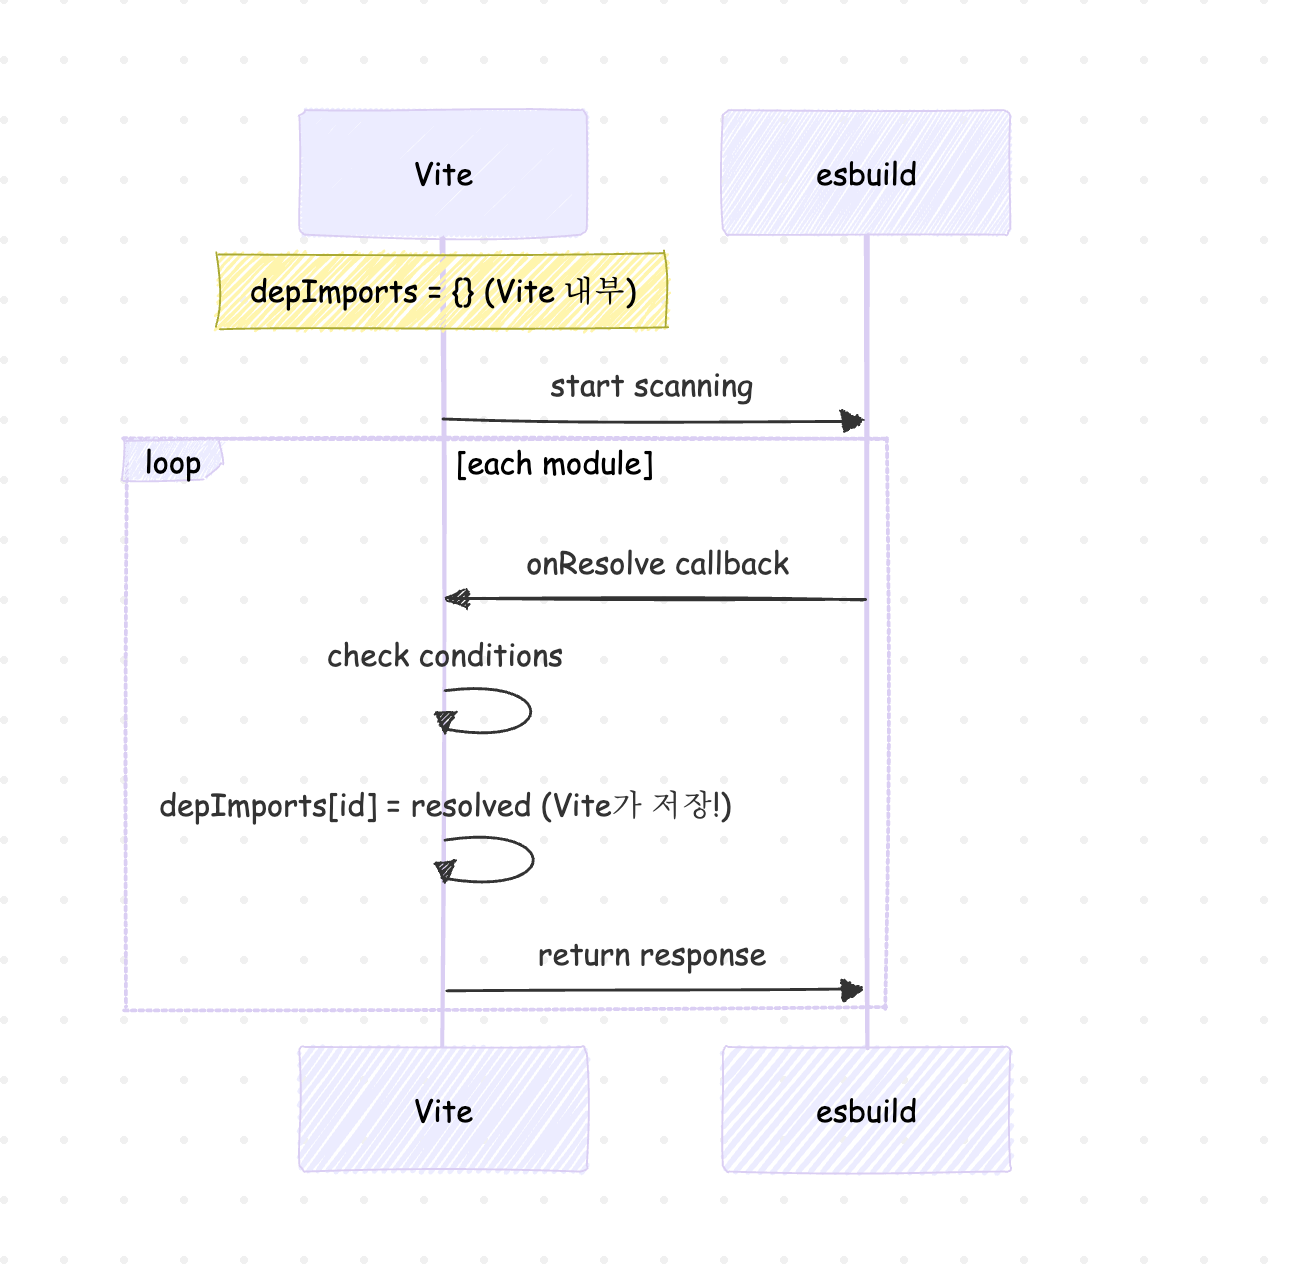 Vite
esbuild
depImports = {} (Vite 내부)
start scanning
loop
[each module]
onResolve callback
check conditions
depImports[id] = resolved (Vite가 저장!)
return response
Vite
esbuild